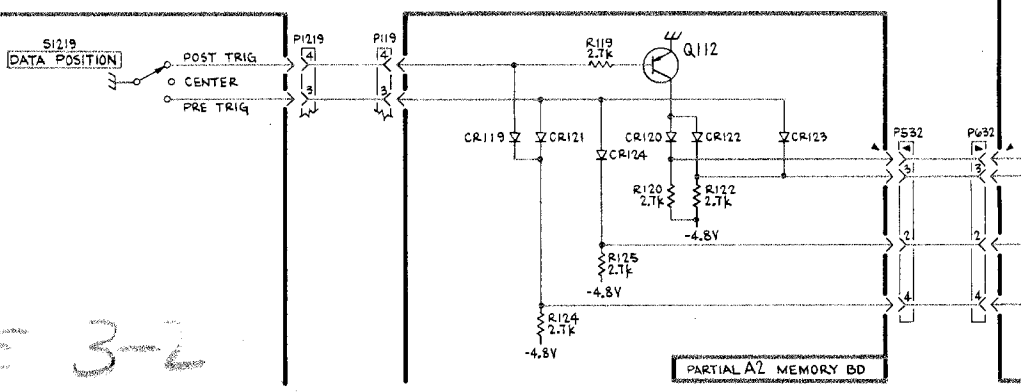 S1219
DATA POSITION
POST TRIG
CENTER
PRE TRIG
P1219
4
3
P119
4
3
R119
2.7K
Q112
CR119
CR121
CR124
CR120
CR122
CR123
R120
2.7K
R122
2.7K
-4.8V
R125
2.7K
-4.8V
R124
2.7K
-4.8V
P532
3
2
4
P632
3
2
4
PARTIAL A2 MEMORY BD
3-2